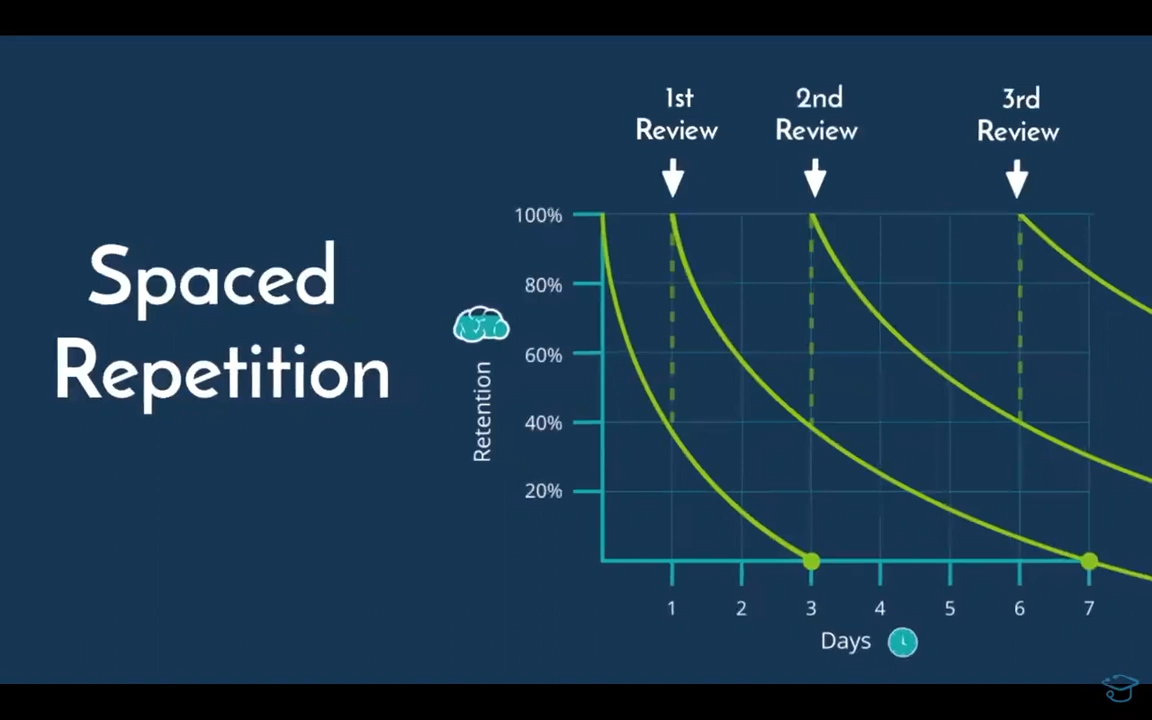 Spaced
Repetition
1st
Review
2nd
Review
3rd
Review
100%
80%
60%
40%
20%
Retention
1
2
3
4
5
6
7
Days